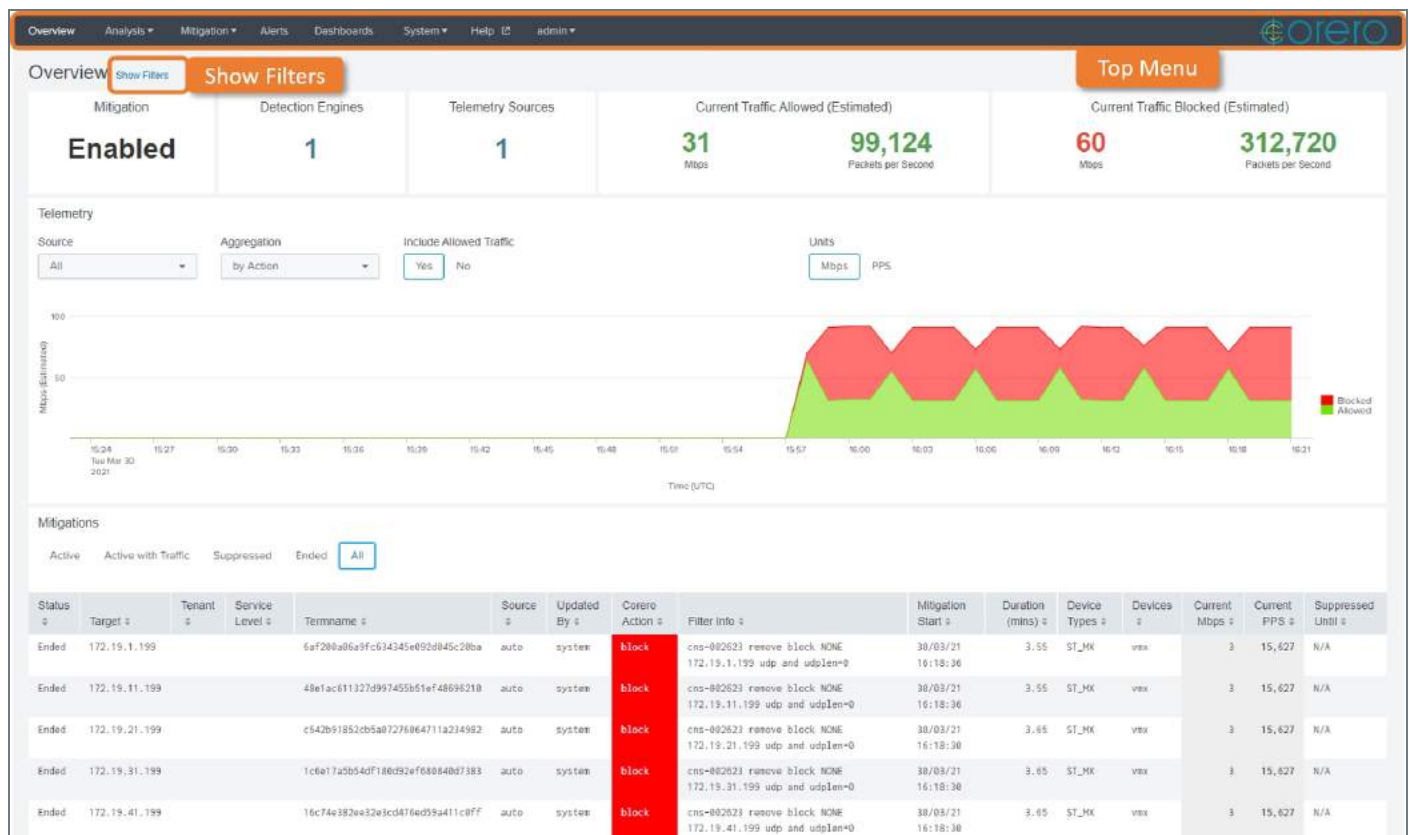 Overview Analysis Mitigation Alerts Dashboards System Help admin corero
Top Menu
Overview Show Filters Show Filters
Mitigation Detection Engines Telemetry Sources Current Traffic Allowed (Estimated) Current Traffic Blocked (Estimated)
Enabled 1 1 31 99,124 60 312,720
Mbps Packets per Second Mbps Packets per Second
Telemetry
Source Aggregation Include Allowed Traffic Units
All by Action Yes No Mbps PPS
100
50
Mbps (Estimated)
Blocked
Allowed
15:24 15:27 15:30 15:33 15:36 15:39 15:42 15:45 15:48 15:51 15:54 15:57 16:00 16:03 16:06 16:09 16:12 16:15 16:18 16:21
Tue Mar 30
2021
Time (UTC)
Mitigations
Active Active with Traffic Suppressed Ended All
Status Target Tenant Service Level Termname Source Updated By Corero Action Filter Info Mitigation Start Duration (mins) Device Types Devices Current Mbps Current PPS Suppressed Until
Ended 172.19.1.199 auto system block cns-002623 remove block NONE 30/03/21 3.55 ST_MX vmx 3 15,627 N/A
172.19.1.199 udp and udplen=0 16:18:36
Ended 172.19.11.199 auto system block cns-002623 remove block NONE 30/03/21 3.55 ST_MX vmx 3 15,627 N/A
172.19.11.199 udp and udplen=0 16:18:36
Ended 172.19.21.199 auto system block cns-002623 remove block NONE 30/03/21 3.65 ST_MX vmx 3 15,627 N/A
172.19.21.199 udp and udplen=0 16:18:30
Ended 172.19.31.199 auto system block cns-002623 remove block NONE 30/03/21 3.65 ST_MX vmx 3 15,627 N/A
172.19.31.199 udp and udplen=0 16:18:30
Ended 172.19.41.199 auto system block cns-002623 remove block NONE 30/03/21 3.65 ST_MX vmx 3 15,627 N/A
172.19.41.199 udp and udplen=0 16:18:30